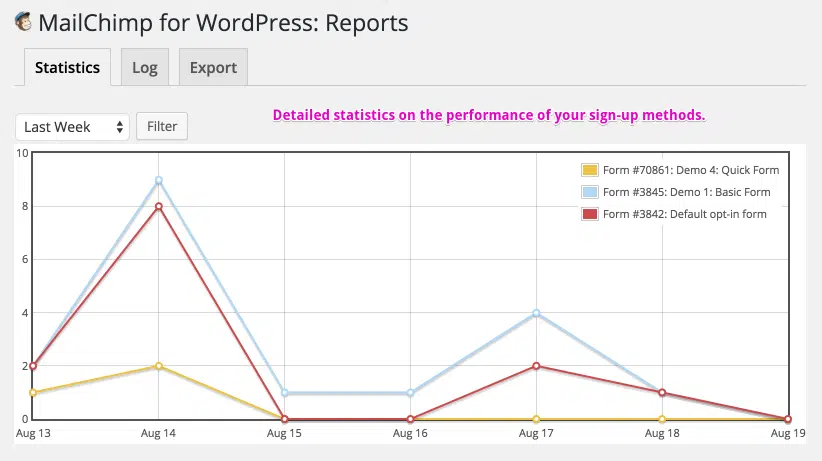 MailChimp for WordPress: Reports
Statistics Log Export
Detailed statistics on the performance of your sign-up methods.
Last Week Filter
10
Form #70861: Demo 4: Quick Form
Form #3845: Demo 1: Basic Form
8
Form #3842: Default opt-in form
6
4
2
0
Aug 13 Aug 14 Aug 15 Aug 16 Aug 17 Aug 18 Aug 19